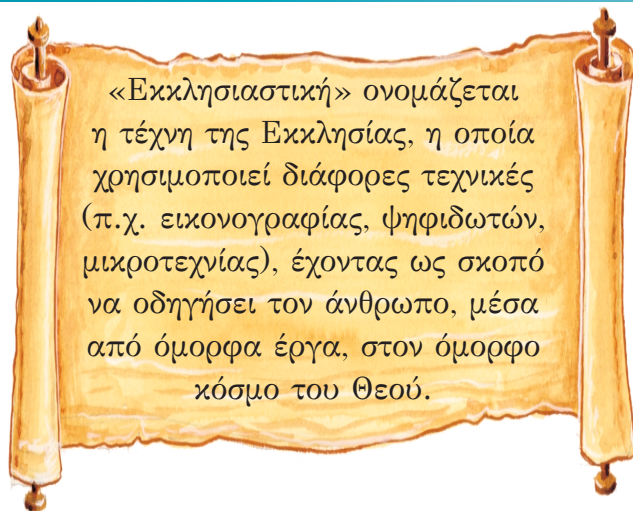 «Εκκλησιαστική» ονομάζεται
η τέχνη της Εκκλησίας, η οποία
χρησιμοποιεί διάφορες τεχνικές
(π.χ. εικονογραφίας, ψηφιδωτών,
μικροτεχνίας), έχοντας ως σκοπό
να οδηγήσει τον άνθρωπο, μέσα
από όμορφα έργα, στον όμορφο
κόσμο του Θεού.